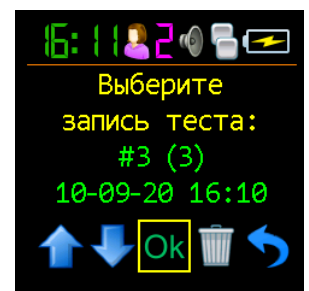 16:11 2
Выберите
запись теста:
#3 (3)
10-09-20 16:10
Ok